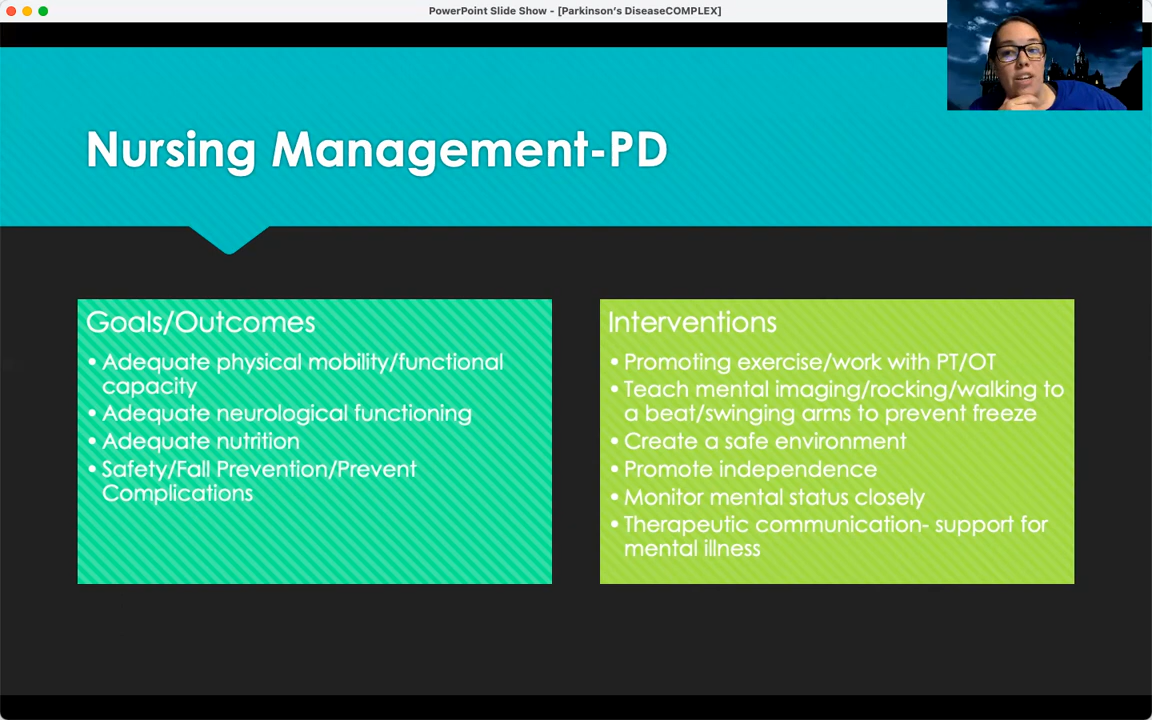 PowerPoint Slide Show - [Parkinson's DiseaseCOMPLEX]
Nursing Management-PD
Goals/Outcomes
• Adequate physical mobility/functional
capacity
• Adequate neurological functioning
• Adequate nutrition
• Safety/Fall Prevention/Prevent
Complications
Interventions
• Promoting exercise/work with PT/OT
• Teach mental imaging/rocking/walking to
a beat/swinging arms to prevent freeze
• Create a safe environment
• Promote independence
• Monitor mental status closely
• Therapeutic communication- support for
mental illness